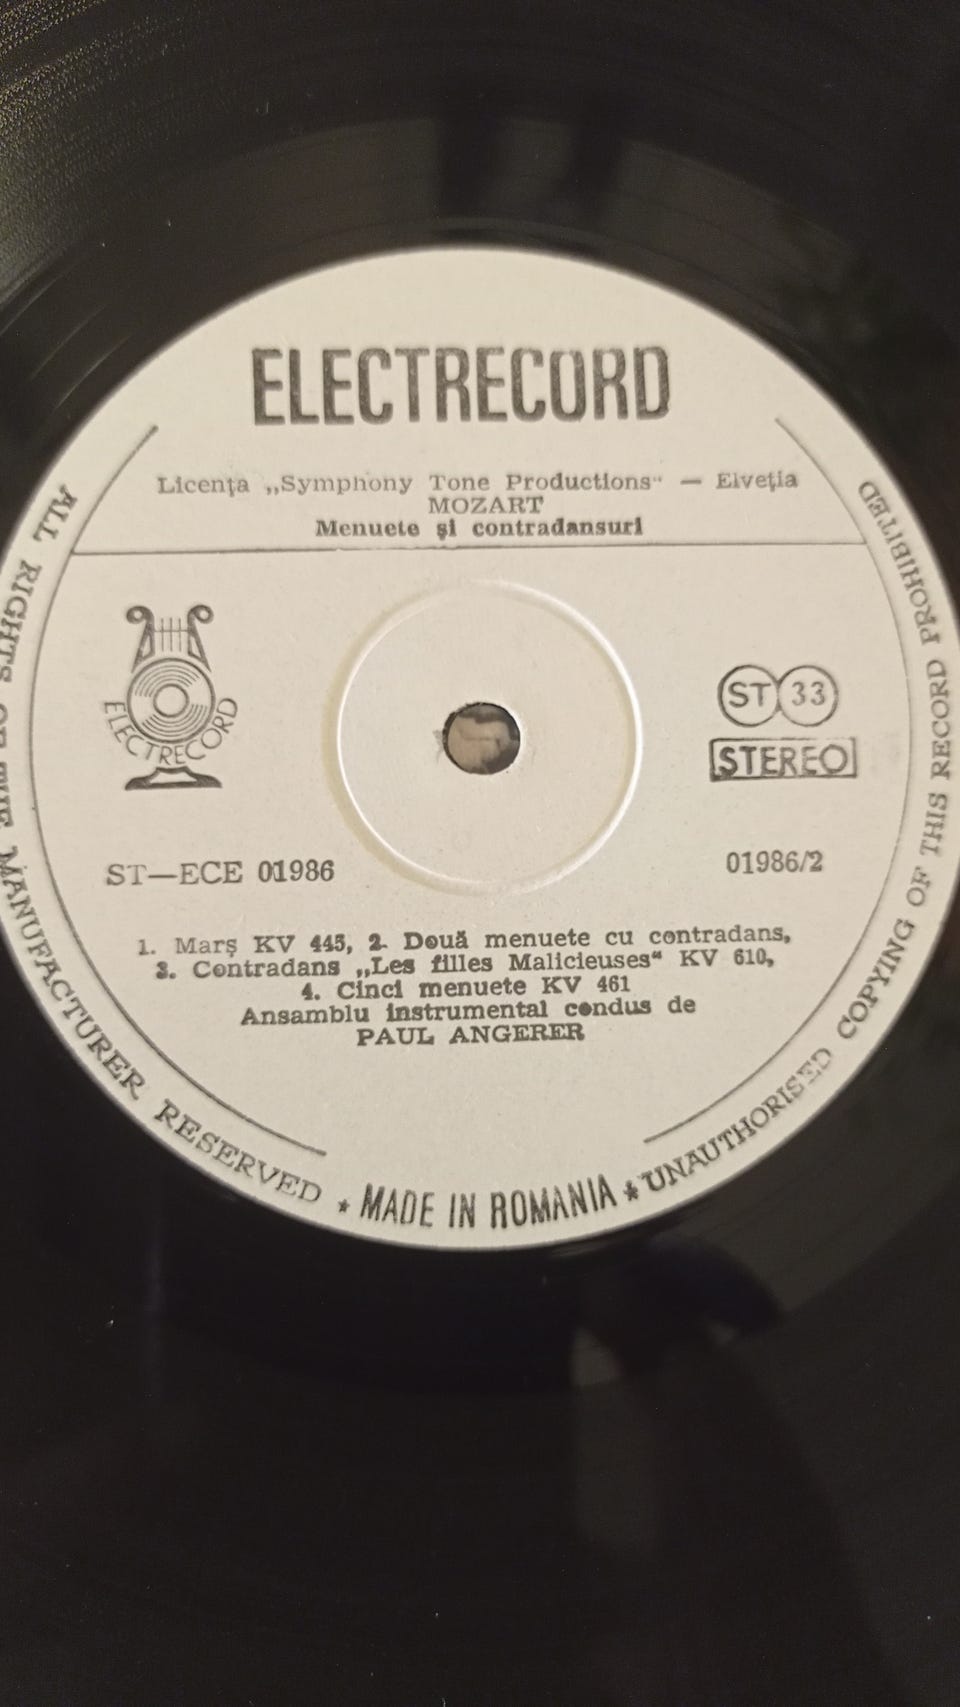 ELECTRECORD
Licența „Symphony Tone Productions“ — Elveția
MOZART
Menuete și contradansuri
ELECTRECORD
ST 33
STEREO
ST—ECE 01986
01986/2
1. Marș KV 445, 2. Două menuete cu contradans,
3. Contradans „Les filles Malicieuses“ KV 610,
4. Cinci menuete KV 461
Ansamblu instrumental condus de
PAUL ANGERER
ALL RIGHTS OF THE MANUFACTURER RESERVED ★ MADE IN ROMANIA ★ UNAUTHORISED COPYING OF THIS RECORD PROHIBITED